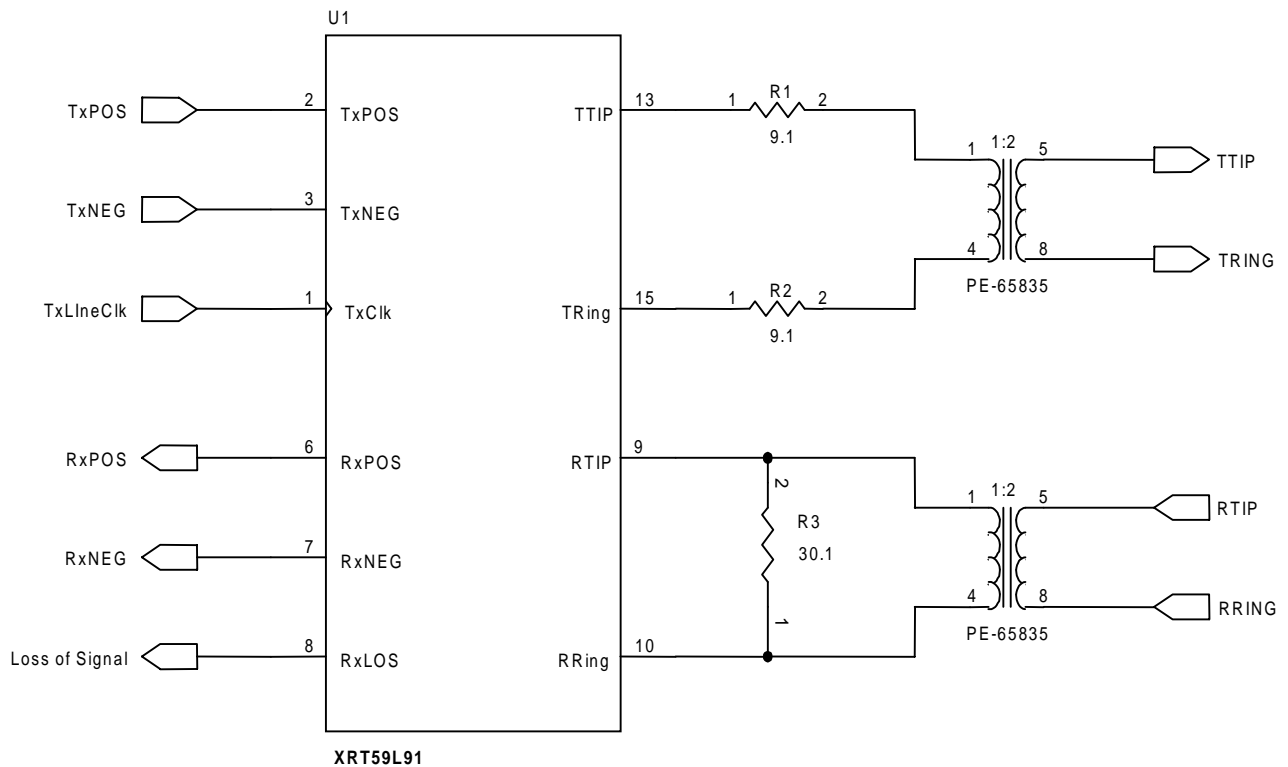 U1
TxPOS
2
TxPOS
TTIP
13
1
R1
2
9.1
1
1:2
5
TTIP
TxNEG
3
TxNEG
4
8
TRING
PE-65835
TxLIneClk
1
TxClk
TRing
15
1
R2
2
9.1
RxPOS
6
RxPOS
RTIP
9
2
R3
30.1
1
1
1:2
5
RTIP
RxNEG
7
RxNEG
4
8
RRING
PE-65835
Loss of Signal
8
RxLOS
RRing
10
XRT59L91